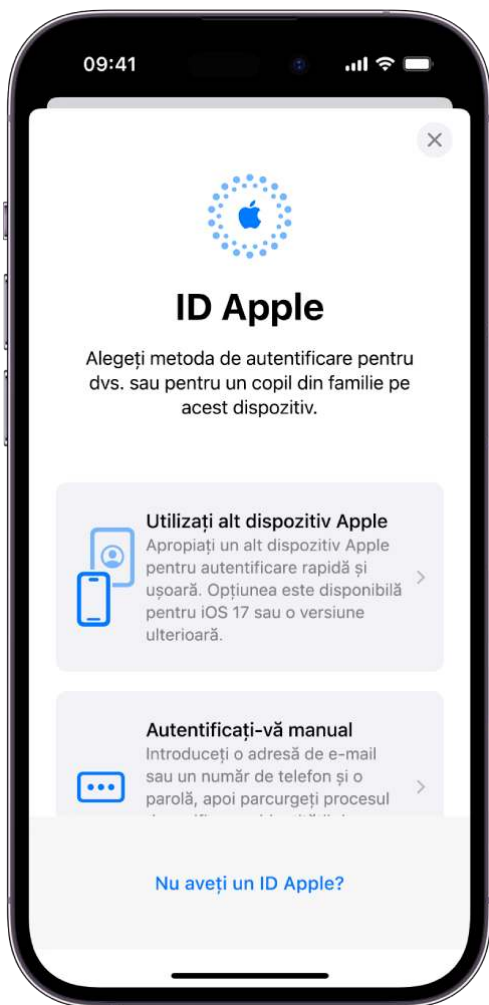 09:41
ID Apple
Alegeți metoda de autentificare pentru
dvs. sau pentru un copil din familie pe
acest dispozitiv.
Utilizați alt dispozitiv Apple
Apropiați un alt dispozitiv Apple
pentru autentificare rapidă și
ușoară. Opțiunea este disponibilă
pentru iOS 17 sau o versiune
ulterioară.
Autentificați-vă manual
Introduceți o adresă de e-mail
sau un număr de telefon și o
parolă, apoi parcurgeți procesul
Nu aveți un ID Apple?